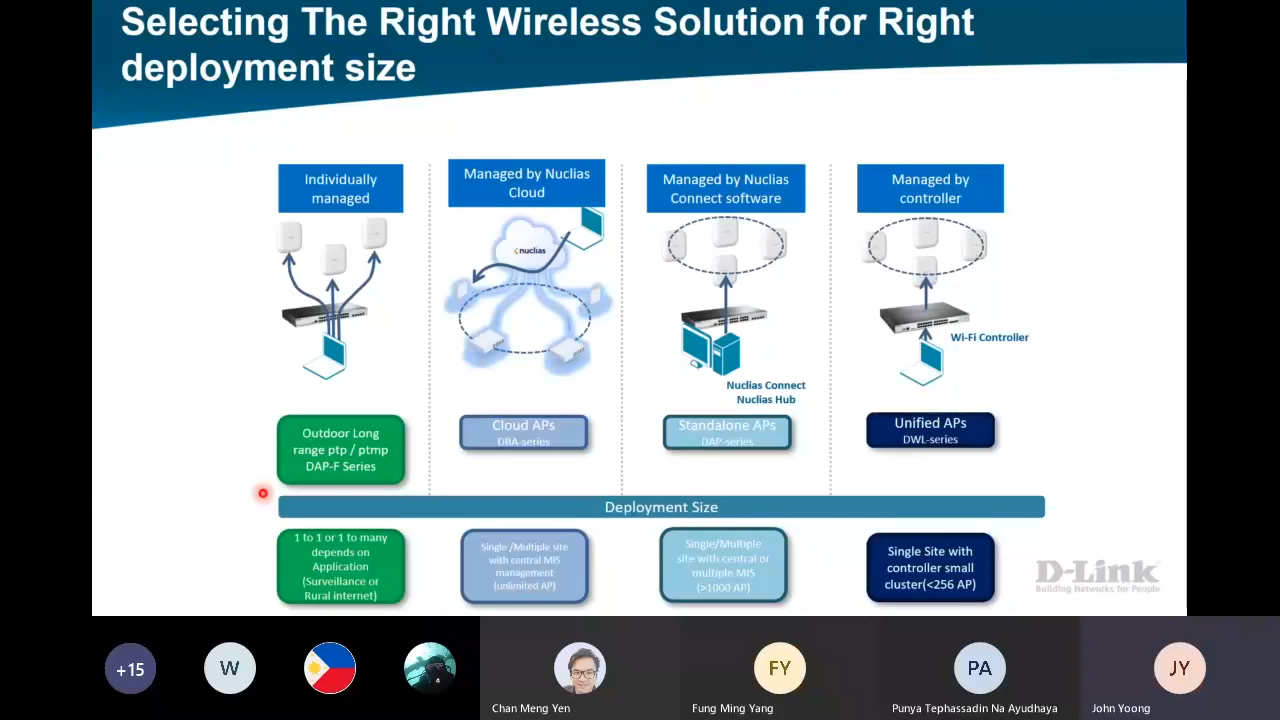 Selecting The Right Wireless Solution for Right
deployment size
Individually
managed
Managed by Nuclias
Cloud
nuclias
Managed by Nuclias
Connect software
Nuclias Connect
Nuclias Hub
Managed by
controller
Wi-Fi Controller
Outdoor Long
range ptp / ptmp
DAP-F Series
Cloud APs
DBA-series
Standalone APs
DAP-series
Unified APs
DWL-series
Deployment Size
1 to 1 or 1 to many
depends on
Application
(Surveillance or
Rural internet)
Single /Multiple site
with central MIS
management
(unlimited AP)
Single/Multiple
site with central or
multiple MIS
(>1000 AP)
Single Site with
controller small
cluster(<256 AP)
D-Link
Building Networks for People
+15
W
FY
PA
JY
Chan Meng Yen
Fung Ming Yang
Punya Tephassadin Na Ayudhaya
John Yoong